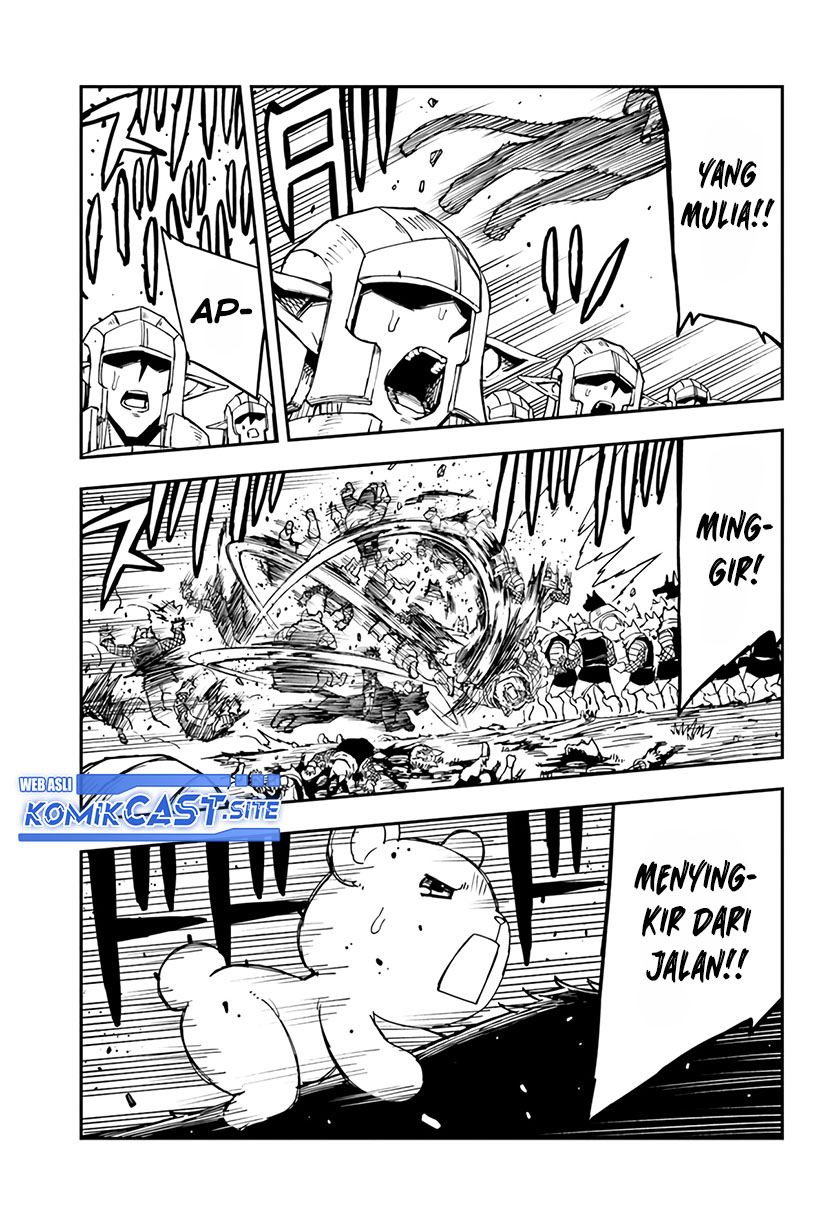 YANG
MULIA!!
AP-
MING-
GIR!
WEB ASLI
KOMIKCAST.SITE
MENYING-
KIR DARI
JALAN!!